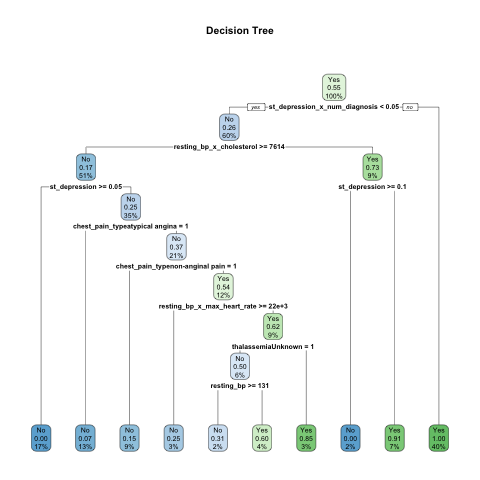 Decision Tree
Yes
0.55
100%
yes st_depression_x_num_diagnosis < 0.05 no
No
0.26
60%
resting_bp_x_cholesterol >= 7614
No
0.17
51%
Yes
0.73
9%
st_depression >= 0.05
st_depression >= 0.1
No
0.25
35%
chest_pain_typeatypical angina = 1
No
0.37
21%
chest_pain_typenon-anginal pain = 1
Yes
0.54
12%
resting_bp_x_max_heart_rate >= 22e+3
Yes
0.62
9%
thalassemiaUnknown = 1
No
0.50
6%
resting_bp >= 131
No
0.00
17%
No
0.07
13%
No
0.15
9%
No
0.25
3%
No
0.31
2%
Yes
0.60
4%
Yes
0.85
3%
No
0.00
2%
Yes
0.91
7%
Yes
1.00
40%